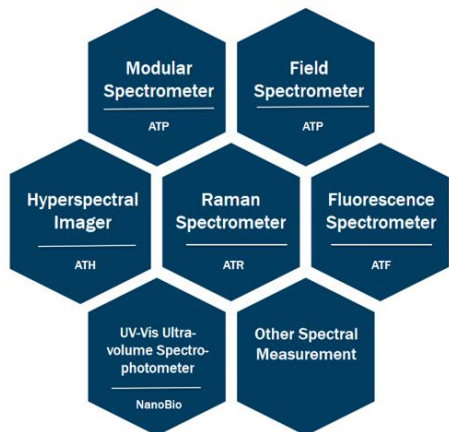 Modular
Spectrometer
ATP
Field
Spectrometer
ATP
Hyperspectral
Imager
ATH
Raman
Spectrometer
ATR
Fluorescence
Spectrometer
ATF
UV-Vis Ultra-
volume Spectro-
photometer
NanoBio
Other Spectral
Measurement